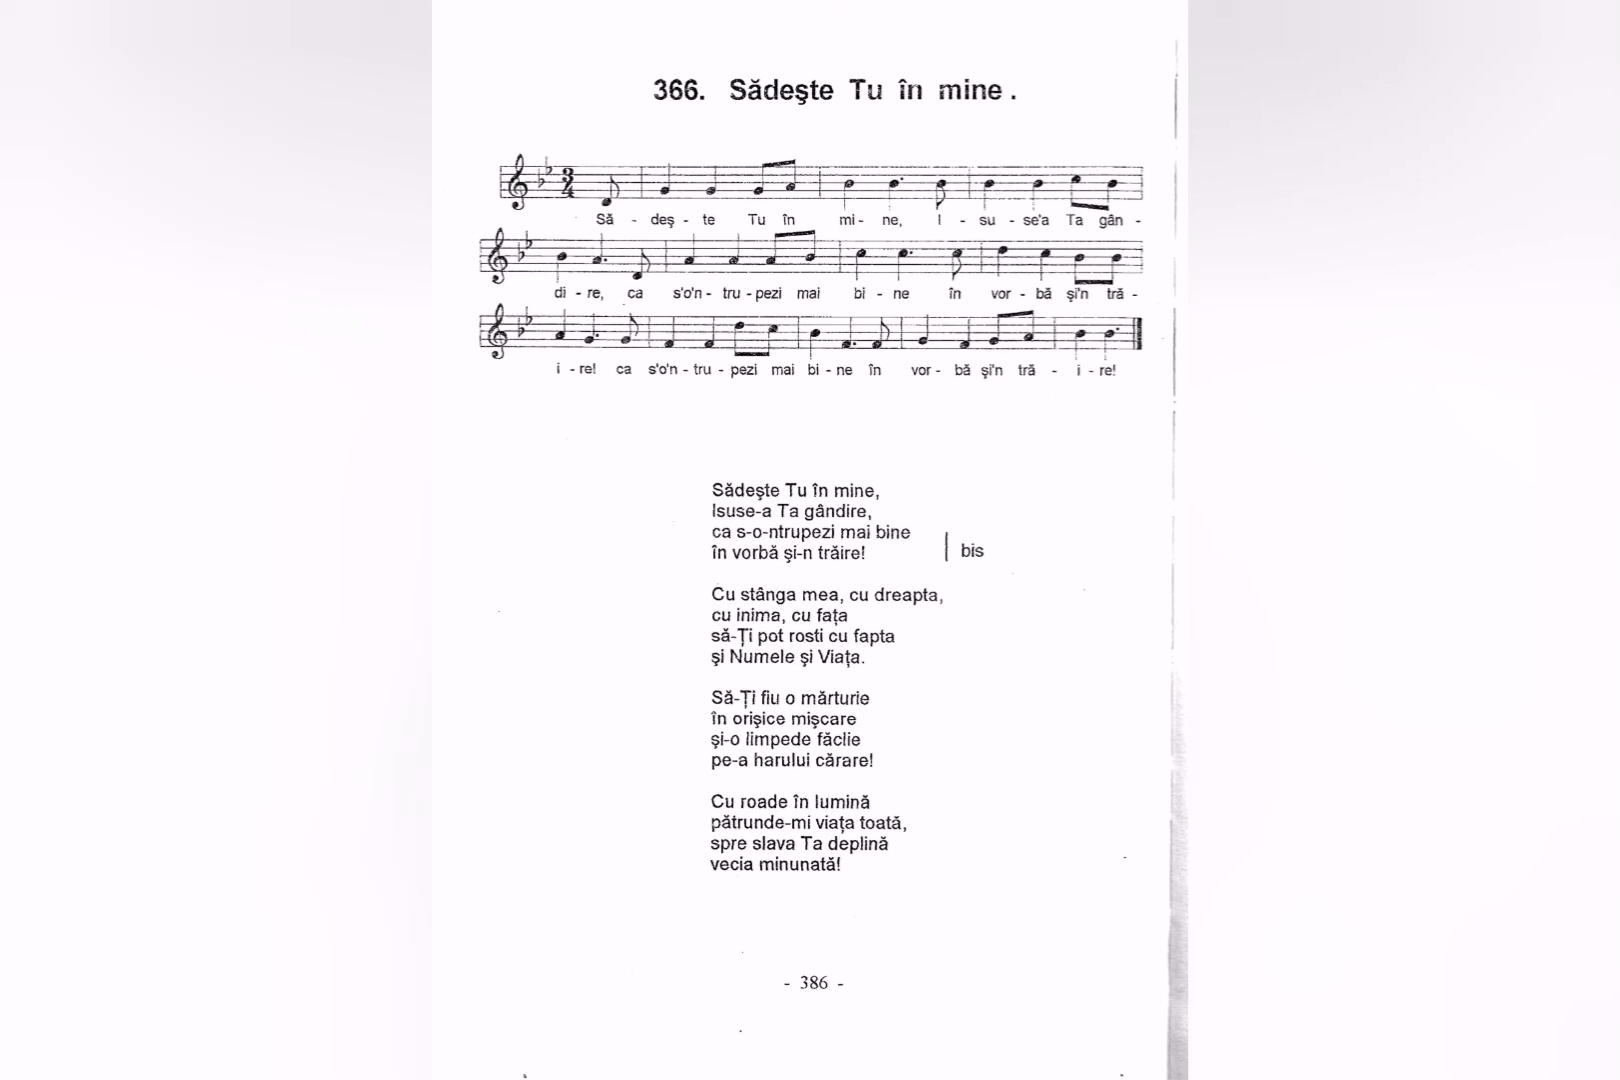 366. Sădeşte Tu în mine .
Să - deş - te Tu în mi - ne, I - su - se'a Ta gân -
di - re, ca s'o'n - tru - pezi mai bi - ne în vor - bă şi'n tră -
i - re! ca s'o'n - tru - pezi mai bi - ne în vor - bă şi'n tră - i - re!
Sădeşte Tu în mine,
Isuse-a Ta gândire,
ca s-o-ntrupezi mai bine
în vorbă şi-n trăire!
bis
Cu stânga mea, cu dreapta,
cu inima, cu faţa
să-Ţi pot rosti cu fapta
şi Numele şi Viaţa.
Să-Ţi fiu o mărturie
în orişice mişcare
şi-o limpede făclie
pe-a harului cărare!
Cu roade în lumină
pătrunde-mi viaţa toată,
spre slava Ta deplină
vecia minunată!
- 386 -